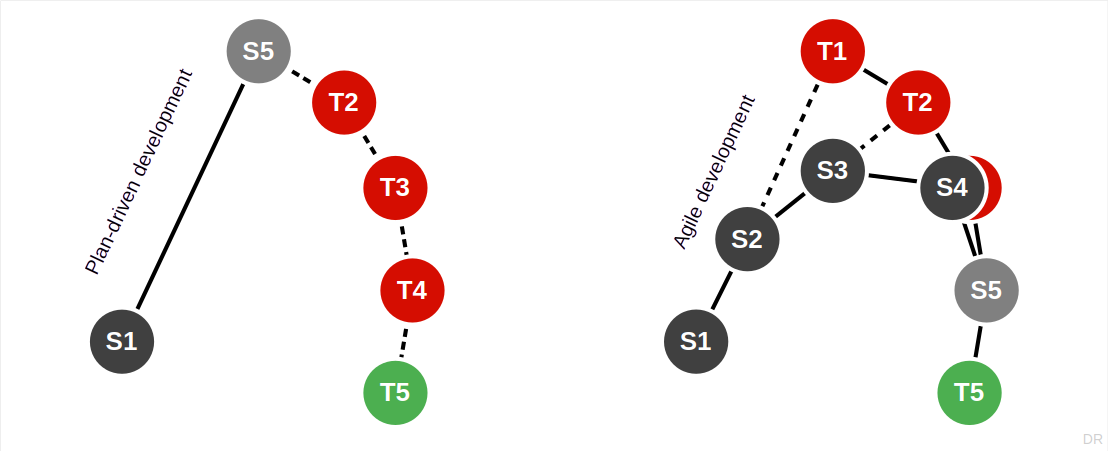 Plan-driven development
S5
T2
T3
T4
T5
S1
Agile development
T1
T2
S3
S4
S2
S5
S1
T5
DR